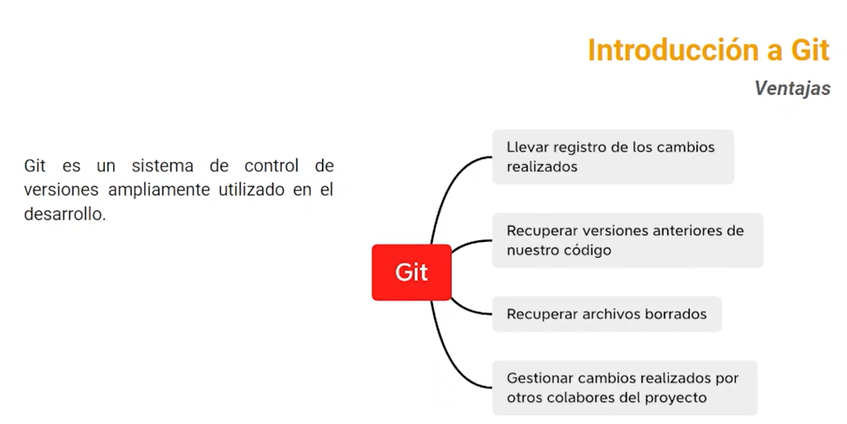 Introducción a Git
Ventajas
Git es un sistema de control de
versiones ampliamente utilizado en el
desarrollo.
Git
Llevar registro de los cambios
realizados
Recuperar versiones anteriores de
nuestro código
Recuperar archivos borrados
Gestionar cambios realizados por
otros colabores del proyecto